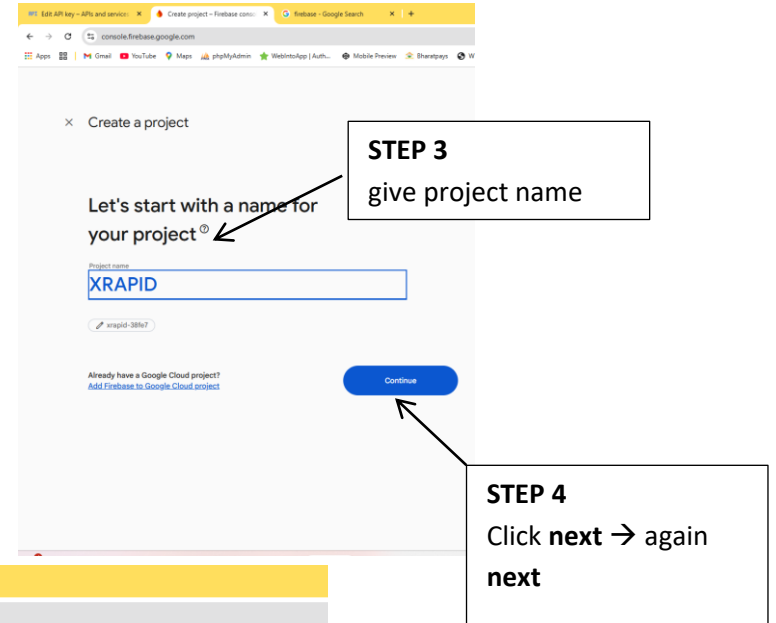 Edit API key – APIs and services
Create project – Firebase conso
firebase - Google Search
console.firebase.google.com
Apps Gmail YouTube Maps phpMyAdmin WebIntoApp | Auth... Mobile Preview Bharatpays W
Create a project
STEP 3
give project name
Let's start with a name for
your project
Project name
XRAPID
xrapid-38fe7
Already have a Google Cloud project?
Add Firebase to Google Cloud project
Continue
STEP 4
Click next → again
next